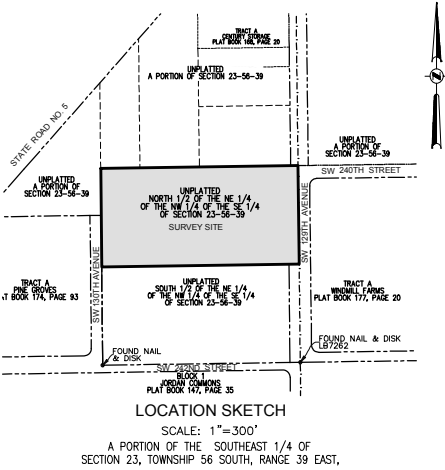 TRACT A
CENTURY STORAGE
PLAT BOOK 168, PAGE 20
UNPLATTED
A PORTION OF SECTION 23-56-39
N
STATE ROAD NO. 5
UNPLATTED
A PORTION OF
SECTION 23-56-39
SW 240TH STREET
UNPLATTED
A PORTION OF
SECTION 23-56-39
UNPLATTED
NORTH 1/2 OF THE NE 1/4
OF THE NW 1/4 OF THE SE 1/4
OF SECTION 23-56-39
SURVEY SITE
SW 129TH AVENUE
SW 130TH AVENUE
TRACT A
PINE GROVES
AT BOOK 174, PAGE 93
UNPLATTED
SOUTH 1/2 OF THE NE 1/4
OF THE NW 1/4 OF THE SE 1/4
OF SECTION 23-56-39
TRACT A
WINDMILL FARMS
PLAT BOOK 177, PAGE 20
FOUND NAIL
& DISK
FOUND NAIL & DISK
LB7262
SW 242ND STREET
BLOCK 1
JORDAN COMMONS
PLAT BOOK 147, PAGE 35
LOCATION SKETCH
SCALE: 1"=300'
A PORTION OF THE SOUTHEAST 1/4 OF
SECTION 23, TOWNSHIP 56 SOUTH, RANGE 39 EAST,